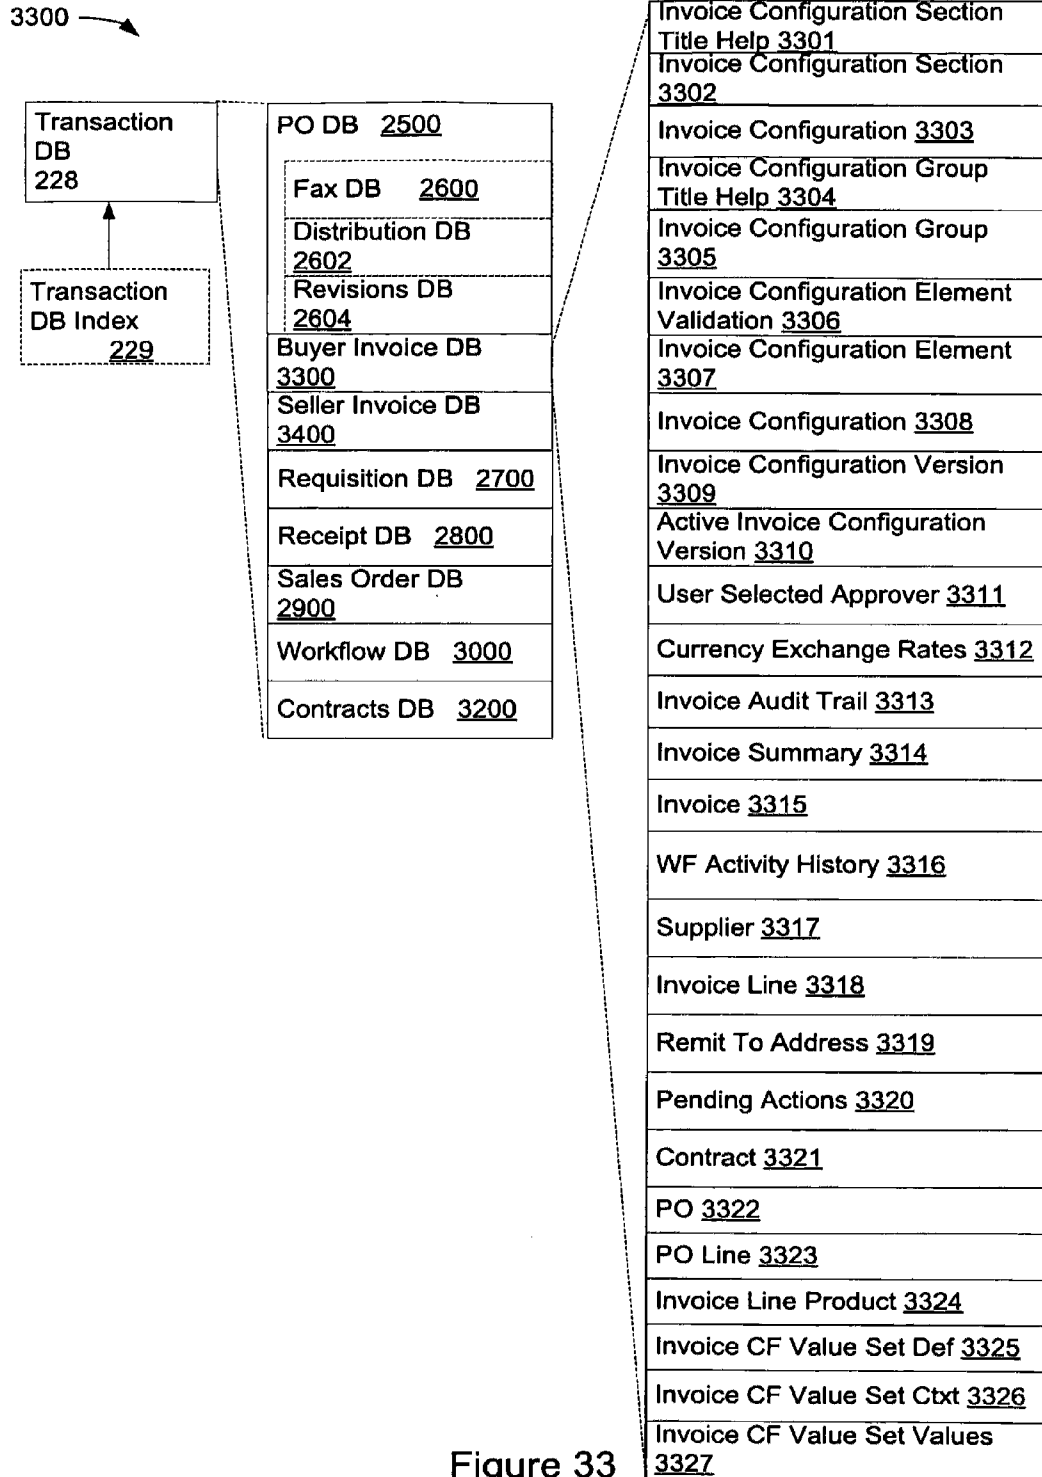 3300
Transaction
DB
228
Transaction
DB Index
229
PO DB 2500
Fax DB 2600
Distribution DB
2602
Revisions DB
2604
Buyer Invoice DB
3300
Seller Invoice DB
3400
Requisition DB 2700
Receipt DB 2800
Sales Order DB
2900
Workflow DB 3000
Contracts DB 3200
Invoice Configuration Section
Title Help 3301
Invoice Configuration Section
3302
Invoice Configuration 3303
Invoice Configuration Group
Title Help 3304
Invoice Configuration Group
3305
Invoice Configuration Element
Validation 3306
Invoice Configuration Element
3307
Invoice Configuration 3308
Invoice Configuration Version
3309
Active Invoice Configuration
Version 3310
User Selected Approver 3311
Currency Exchange Rates 3312
Invoice Audit Trail 3313
Invoice Summary 3314
Invoice 3315
WF Activity History 3316
Supplier 3317
Invoice Line 3318
Remit To Address 3319
Pending Actions 3320
Contract 3321
PO 3322
PO Line 3323
Invoice Line Product 3324
Invoice CF Value Set Def 3325
Invoice CF Value Set Ctxt 3326
Invoice CF Value Set Values
3327
Figure 33